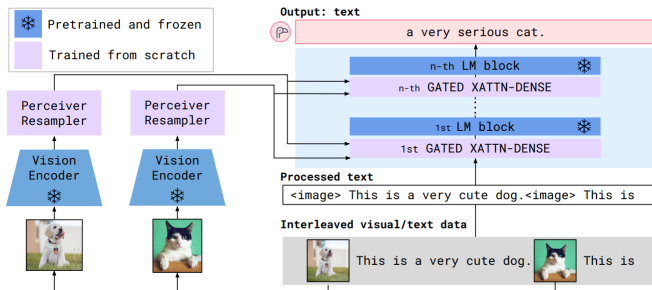 Pretrained and frozen
Trained from scratch
Perceiver
Resampler
Perceiver
Resampler
Vision
Encoder
Vision
Encoder
Output: text
a very serious cat.
n-th LM block
n-th GATED XATTN-DENSE
1st LM block
1st GATED XATTN-DENSE
Processed text
<image> This is a very cute dog.<image> This is
Interleaved visual/text data
This is a very cute dog.
This is